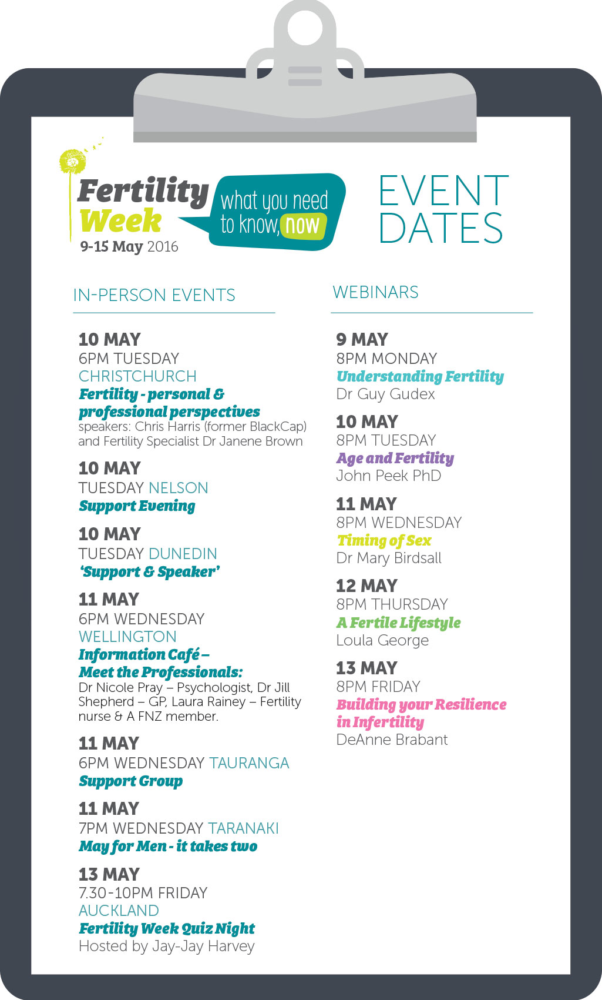 Fertility
Week
9-15 May 2016
what you need
to know, now
EVENT
DATES
IN-PERSON EVENTS
10 MAY
6PM TUESDAY
CHRISTCHURCH
Fertility - personal &
professional perspectives
speakers: Chris Harris (former BlackCap)
and Fertility Specialist Dr Janene Brown
10 MAY
TUESDAY NELSON
Support Evening
10 MAY
TUESDAY DUNEDIN
‘Support & Speaker’
11 MAY
6PM WEDNESDAY
WELLINGTON
Information Café –
Meet the Professionals:
Dr Nicole Pray – Psychologist, Dr Jill
Shepherd – GP, Laura Rainey – Fertility
nurse & A FNZ member.
11 MAY
6PM WEDNESDAY TAURANGA
Support Group
11 MAY
7PM WEDNESDAY TARANAKI
May for Men - it takes two
13 MAY
7.30-10PM FRIDAY
AUCKLAND
Fertility Week Quiz Night
Hosted by Jay-Jay Harvey
WEBINARS
9 MAY
8PM MONDAY
Understanding Fertility
Dr Guy Gudex
10 MAY
8PM TUESDAY
Age and Fertility
John Peek PhD
11 MAY
8PM WEDNESDAY
Timing of Sex
Dr Mary Birdsall
12 MAY
8PM THURSDAY
A Fertile Lifestyle
Loula George
13 MAY
8PM FRIDAY
Building your Resilience
in Infertility
DeAnne Brabant